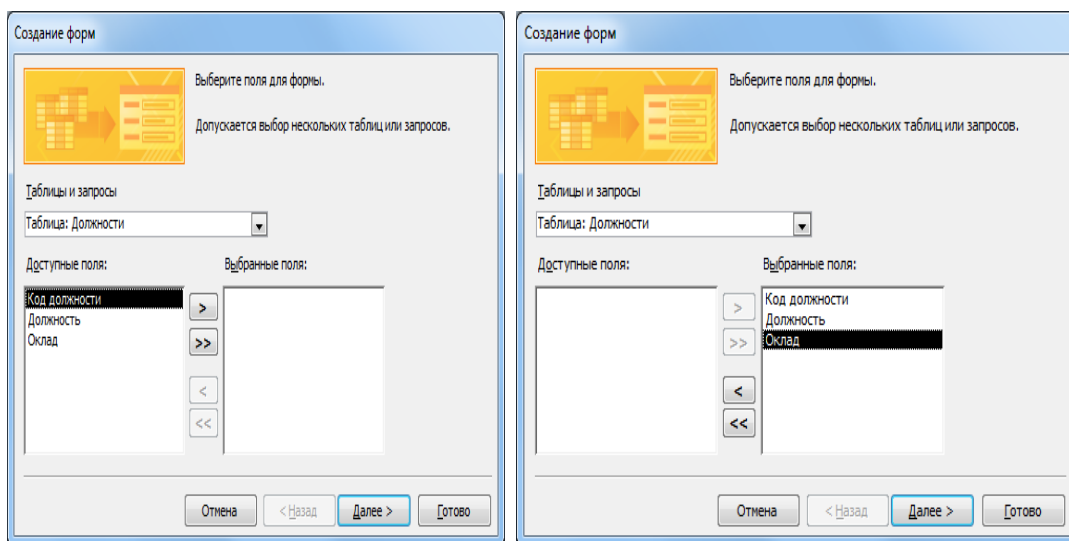 Создание форм
Выберите поля для формы.
Допускается выбор нескольких таблиц или запросов.
Таблицы и запросы
Таблица: Должности
Доступные поля:
Выбранные поля:
Код должности
Должность
Оклад
>
>>
<
<<
Отмена
< Назад
Далее >
Готово
Создание форм
Выберите поля для формы.
Допускается выбор нескольких таблиц или запросов.
Таблицы и запросы
Таблица: Должности
Доступные поля:
Выбранные поля:
>
>>
<
<<
Код должности
Должность
Оклад
Отмена
< Назад
Далее >
Готово